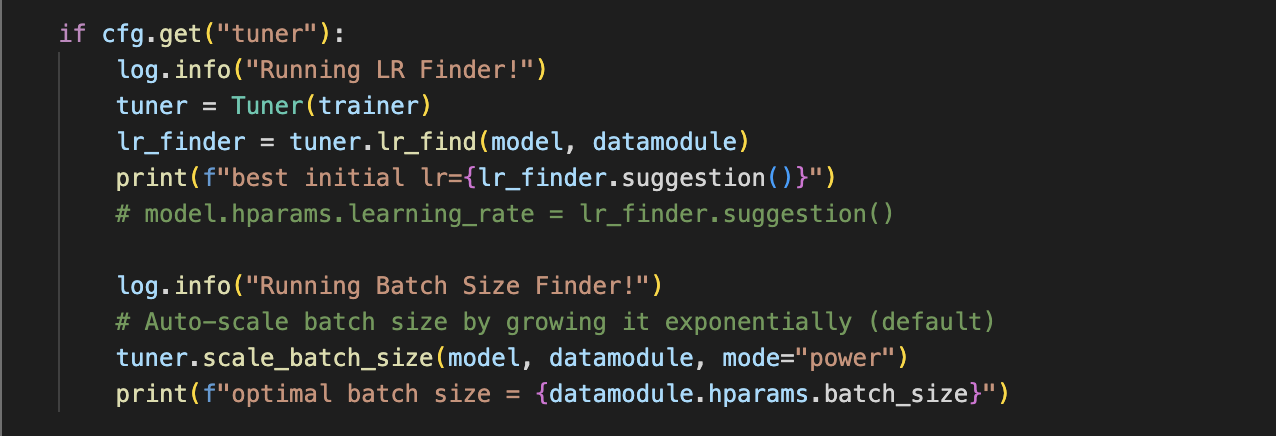 if cfg.get("tuner"):
    log.info("Running LR Finder!")
    tuner = Tuner(trainer)
    lr_finder = tuner.lr_find(model, datamodule)
    print(f"best initial lr={lr_finder.suggestion()}")
    # model.hparams.learning_rate = lr_finder.suggestion()

    log.info("Running Batch Size Finder!")
    # Auto-scale batch size by growing it exponentially (default)
    tuner.scale_batch_size(model, datamodule, mode="power")
    print(f"optimal batch size = {datamodule.hparams.batch_size}")